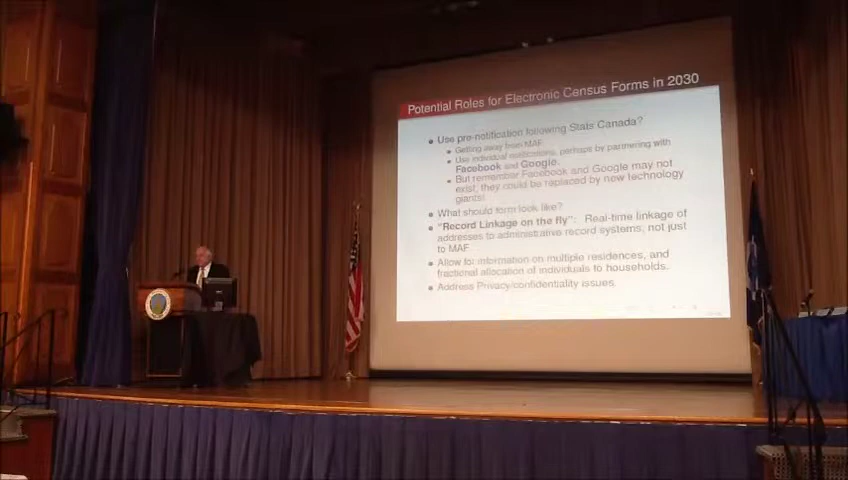 Potential Roles for Electronic Census Forms in 2030
Use pre-notification following Stats Canada?
Getting away from MAF.
Use individual notifications, perhaps by partnering with
Facebook and Google.
But remember Facebook and Google may not
exist; they could be replaced by new technology
giants!
What should form look like?
"Record Linkage on the fly": Real-time linkage of
addresses to administrative record systems, not just
to MAF.
Allow for information on multiple residences, and
fractional allocation of individuals to households.
Address Privacy/confidentiality issues.